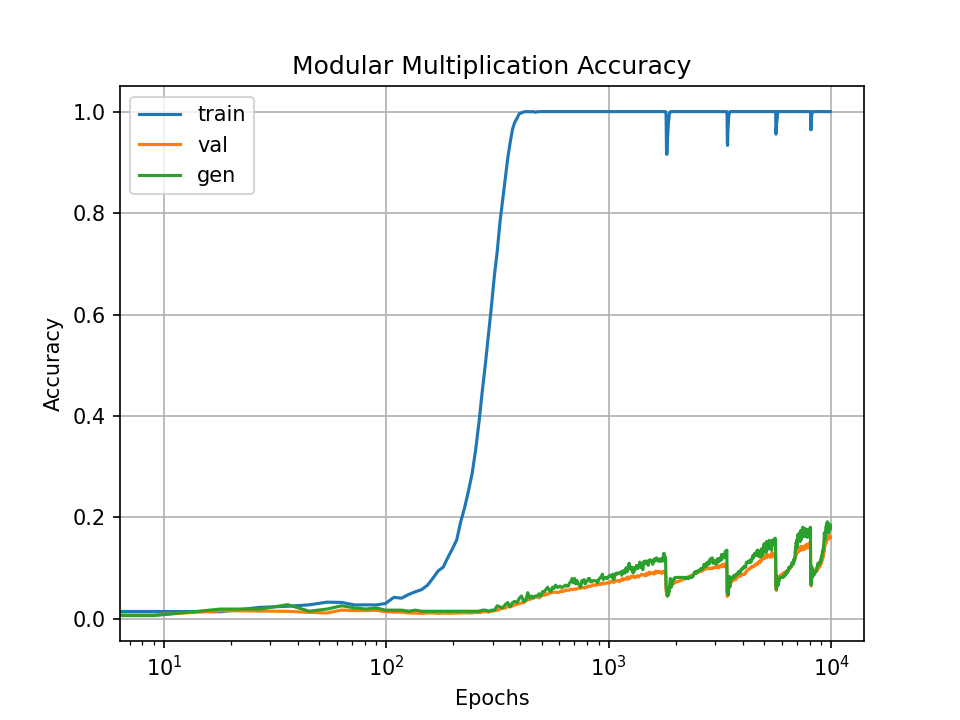 Modular Multiplication Accuracy
train
val
gen
1.0
0.8
0.6
0.4
0.2
0.0
Accuracy
10¹ 10² 10³ 10⁴
Epochs